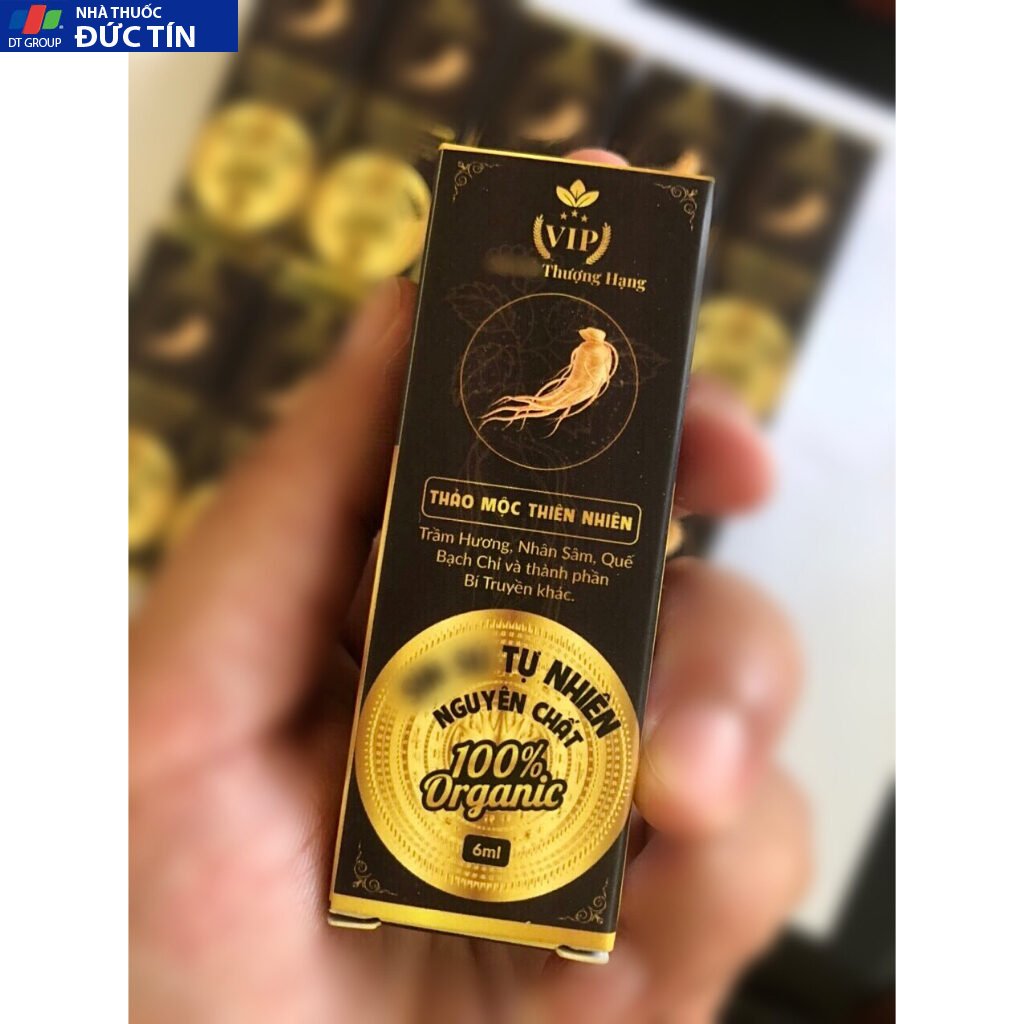 NHÀ THUỐC
DT GROUP
ĐỨC TÍN
VIP
Thượng Hạng
THẢO MỘC THIÊN NHIÊN
Trầm Hương, Nhân Sâm, Quế
Bạch Chỉ và thành phần
Bí Truyền khác.
TỰ NHIÊN
NGUYÊN CHẤT
100%
Organic
6ml